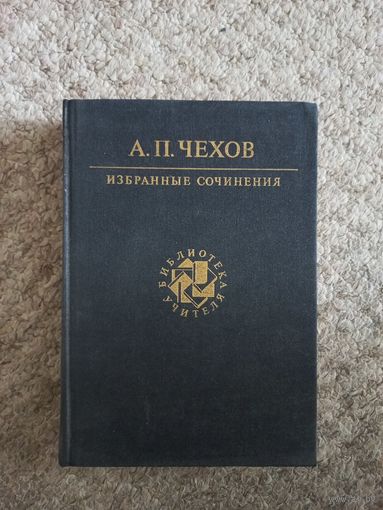 А. П. ЧЕХОВ
ИЗБРАННЫЕ СОЧИНЕНИЯ
БИБЛИОТЕКА
УЧИТЕЛЯ